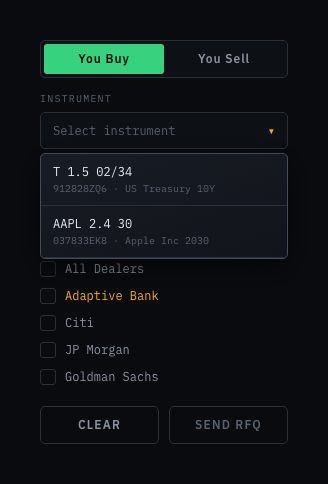 You Buy You Sell
INSTRUMENT
Select instrument
T 1.5 02/34
912828ZQ6 · US Treasury 10Y
AAPL 2.4 30
037833EK8 · Apple Inc 2030
All Dealers
Adaptive Bank
Citi
JP Morgan
Goldman Sachs
CLEAR SEND RFQ